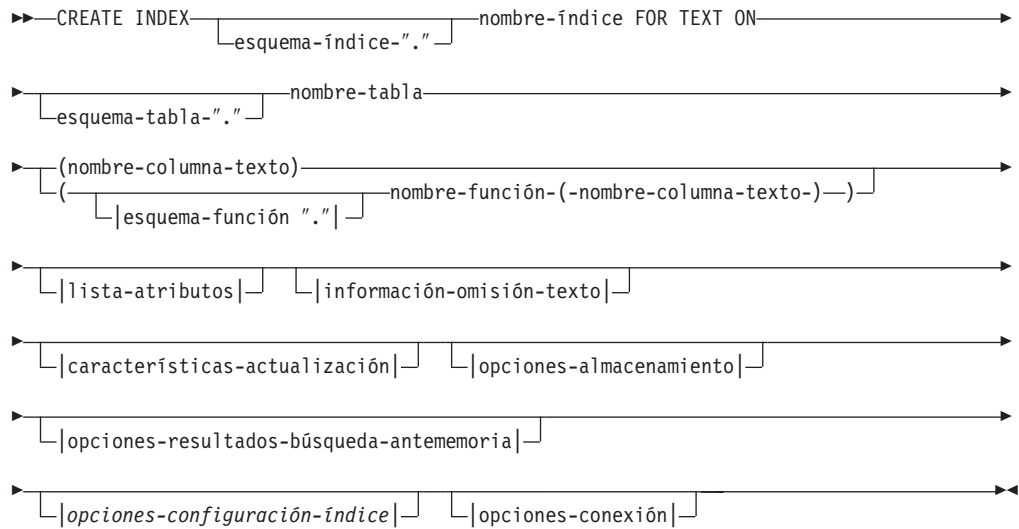 CREATE INDEX nombre-índice FOR TEXT ON
esquema-índice-"."
nombre-tabla
esquema-tabla-"."
(nombre-columna-texto)
( nombre-función-(-nombre-columna-texto-) )
|esquema-función "."|
|lista-atributos| |información-omisión-texto|
|características-actualización| |opciones-almacenamiento|
|opciones-resultados-búsqueda-antememoria|
|opciones-configuración-índice| |opciones-conexión|